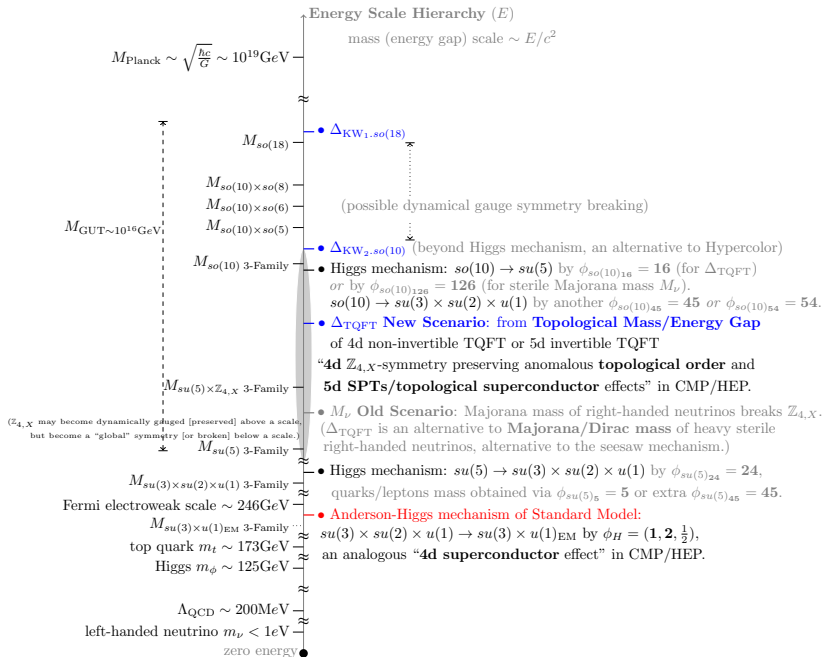 Energy Scale Hierarchy (E)
mass (energy gap) scale ∼ E/c²
M_Planck ∼ √(ℏc/G) ∼ 10¹⁹GeV
≈
• Δ_KW₁.so(18)
M_so(18)
M_so(10)×so(8)
M_so(10)×so(6)
(possible dynamical gauge symmetry breaking)
M_so(10)×so(5)
M_GUT∼10¹⁶GeV
• Δ_KW₂.so(10) (beyond Higgs mechanism, an alternative to Hypercolor)
M_so(10) 3-Family
• Higgs mechanism: so(10) → su(5) by ϕ_so(10)₁₆ = 16 (for Δ_TQFT)
or by ϕ_so(10)₁₂₆ = 126 (for sterile Majorana mass M_ν).
so(10) → su(3) × su(2) × u(1) by another ϕ_so(10)₄₅ = 45 or ϕ_so(10)₅₄ = 54.
• Δ_TQFT New Scenario: from Topological Mass/Energy Gap
of 4d non-invertible TQFT or 5d invertible TQFT
“4d ℤ_4,X-symmetry preserving anomalous topological order and
5d SPTs/topological superconductor effects” in CMP/HEP.
M_su(5)×ℤ_4,X 3-Family
• M_ν Old Scenario: Majorana mass of right-handed neutrinos breaks ℤ_4,X.
(Δ_TQFT is an alternative to Majorana/Dirac mass of heavy sterile
right-handed neutrinos, alternative to the seesaw mechanism.)
(ℤ_4,X may become dynamically gauged [preserved] above a scale,
but become a “global” symmetry [or broken] below a scale.)
M_su(5) 3-Family
≈
• Higgs mechanism: su(5) → su(3) × su(2) × u(1) by ϕ_su(5)₂₄ = 24,
quarks/leptons mass obtained via ϕ_su(5)₅ = 5 or extra ϕ_su(5)₄₅ = 45.
M_su(3)×su(2)×u(1) 3-Family
≈
Fermi electroweak scale ∼ 246GeV
• Anderson-Higgs mechanism of Standard Model:
su(3) × su(2) × u(1) → su(3) × u(1)_EM by ϕ_H = (1, 2, ½),
an analogous “4d superconductor effect” in CMP/HEP.
M_su(3)×u(1)_EM 3-Family
≈
top quark m_t ∼ 173GeV
≈
Higgs m_ϕ ∼ 125GeV
≈
Λ_QCD ∼ 200MeV
≈
left-handed neutrino m_ν < 1eV
zero energy